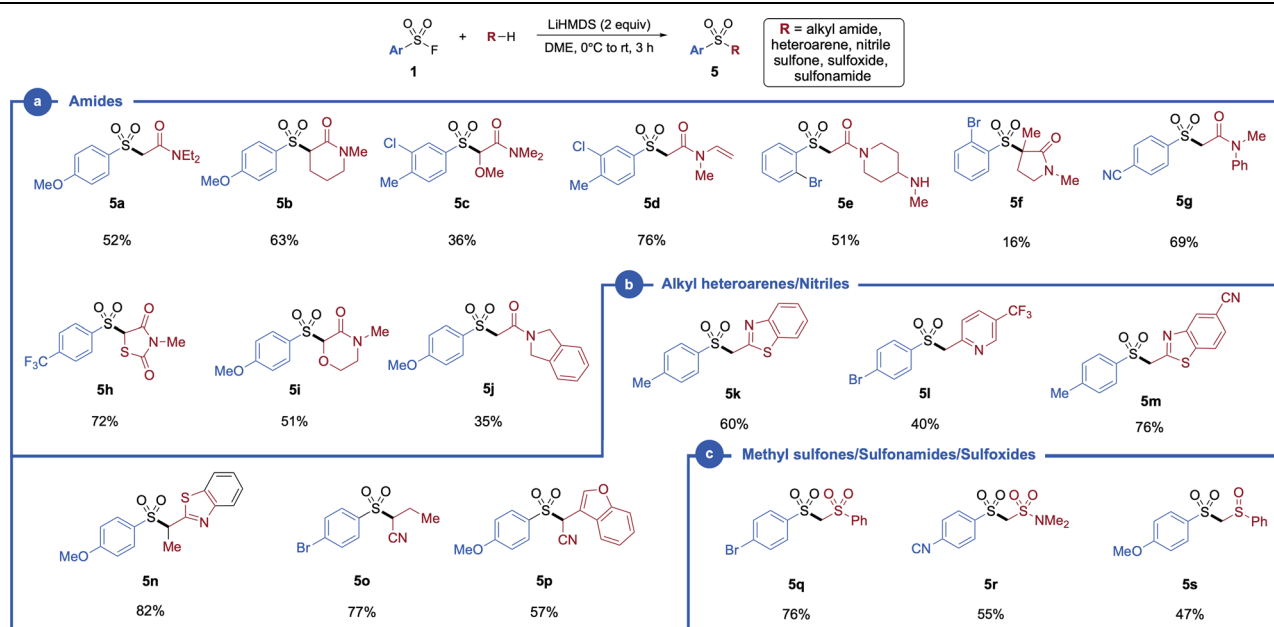 O O
S
Ar F
1
+
R–H
LiHMDS (2 equiv)
DME, 0°C to rt, 3 h
O O
S
Ar R
5
R = alkyl amide,
heteroarene, nitrile
sulfone, sulfoxide,
sulfonamide
a Amides
O O O
S
NEt2
MeO
5a
52%
O O O
S
NMe
MeO
5b
63%
O O O
Cl S
NMe2
Me OMe
5c
36%
O O O
Cl S
N
Me Me
5d
76%
O O O
S
N
Br
NH
Me
5e
51%
Br O O
S Me
O
N
Me
5f
16%
O O O
S
N Me
NC Ph
5g
69%
O O O
S
N–Me
S
F3C O
5h
72%
O O O
S
N Me
O
MeO
5i
51%
O O O
S
N
MeO
5j
35%
b Alkyl heteroarenes/Nitriles
O O
S N
S
Me
5k
60%
O O
S CF3
N
Br
5l
40%
CN
O O N
S
S
Me
5m
76%
O O S
S
N
MeO Me
5n
82%
O O
S
Me
Br CN
5o
77%
O O O
S
MeO CN
5p
57%
c Methyl sulfones/Sulfonamides/Sulfoxides
O O O O
S S
Ph
Br
5q
76%
O O O O
S S
NMe2
CN
5r
55%
O O O
S S
Ph
MeO
5s
47%